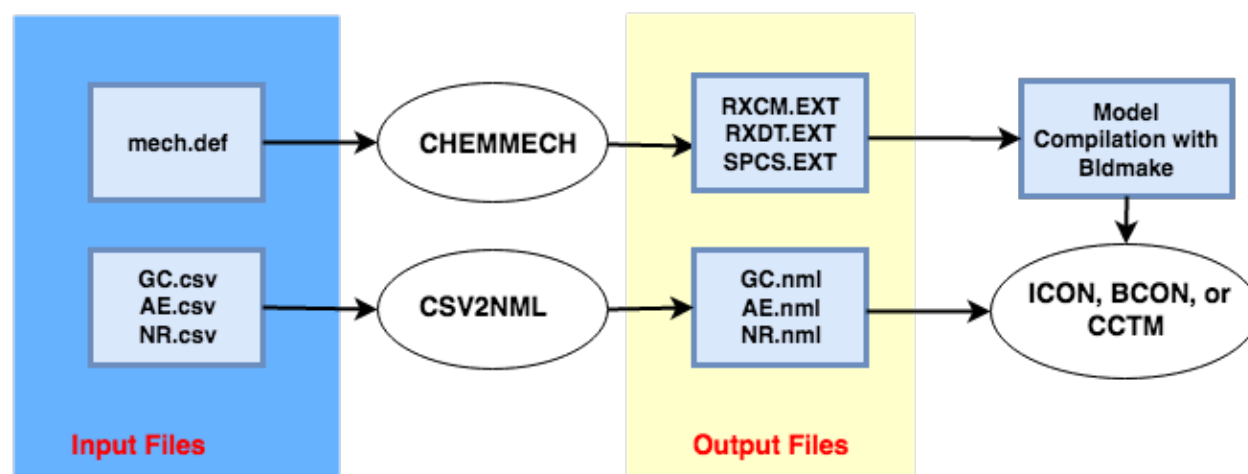 mech.def
CHEMMECH
RXCM.EXT
RXDT.EXT
SPCS.EXT
Model
Compilation with
Bldmake
GC.csv
AE.csv
NR.csv
CSV2NML
GC.nml
AE.nml
NR.nml
ICON, BCON, or
CCTM
Input Files
Output Files